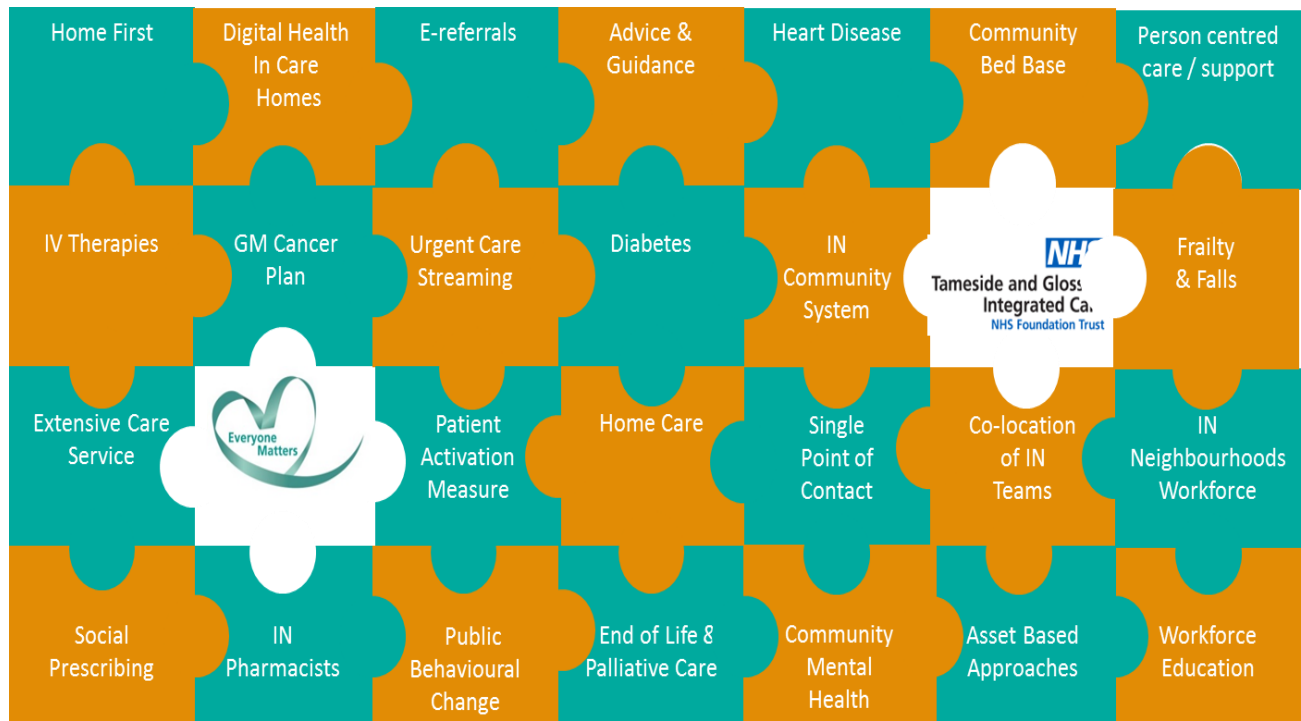 Home First
Digital Health
In Care
Homes
E-referrals
Advice &
Guidance
Heart Disease
Community
Bed Base
Person centred
care / support
IV Therapies
GM Cancer
Plan
Urgent Care
Streaming
Diabetes
IN
Community
System
NHS
Tameside and Gloss
Integrated Ca
NHS Foundation Trust
Frailty
& Falls
Extensive Care
Service
Everyone
Matters
Patient
Activation
Measure
Home Care
Single
Point of
Contact
Co-location
of IN
Teams
IN
Neighbourhoods
Workforce
Social
Prescribing
IN
Pharmacists
Public
Behavioural
Change
End of Life &
Palliative Care
Community
Mental
Health
Asset Based
Approaches
Workforce
Education